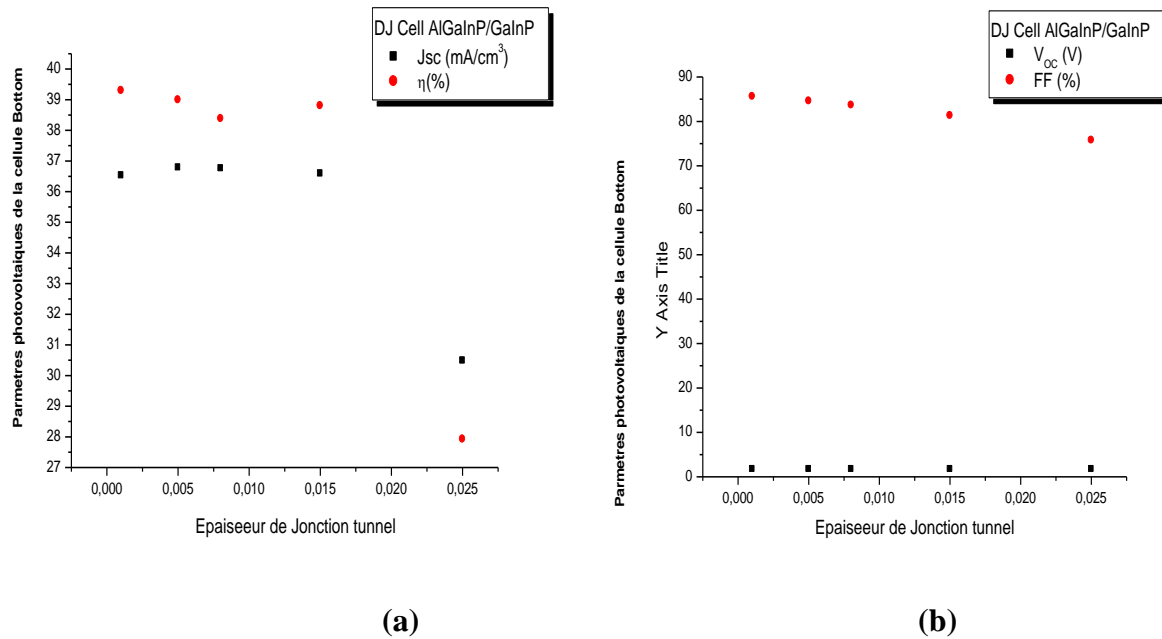 DJ Cell AlGaInP/GaInP
Jsc (mA/cm³)
η(%)
40
39
38
37
36
35
34
33
32
31
30
29
28
27
0,000 0,005 0,010 0,015 0,020 0,025
Epaiseeur de Jonction tunnel
Parmetres photovoltaiques de la cellule Bottom
(a)
DJ Cell AlGaInP/GaInP
V_OC (V)
FF (%)
90
80
70
60
50
40
30
20
10
0
0,000 0,005 0,010 0,015 0,020 0,025
Epaiseeur de Jonction tunnel
Parmetres photovoltaiques de la cellule Bottom
Y Axis Title
(b)